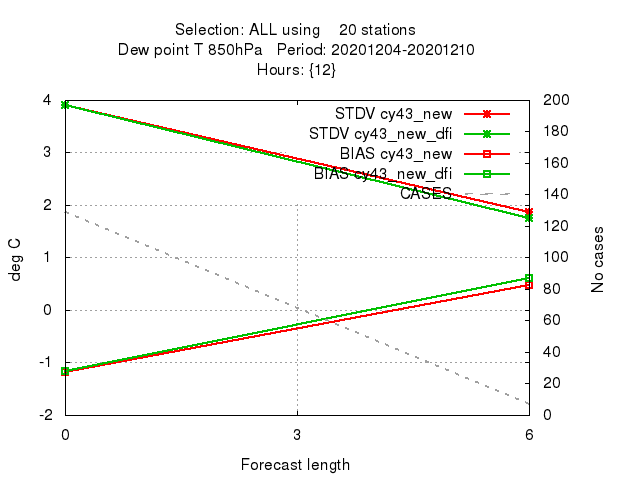 Selection: ALL using    20 stations
Dew point T 850hPa   Period: 20201204-20201210
Hours: {12}
STDV cy43_new
STDV cy43_new_dfi
BIAS cy43_new
BIAS cy43_new_dfi
CASES
4
3
2
1
0
-1
-2
deg C
200
180
160
140
120
100
80
60
40
20
0
No cases
0
3
6
Forecast length